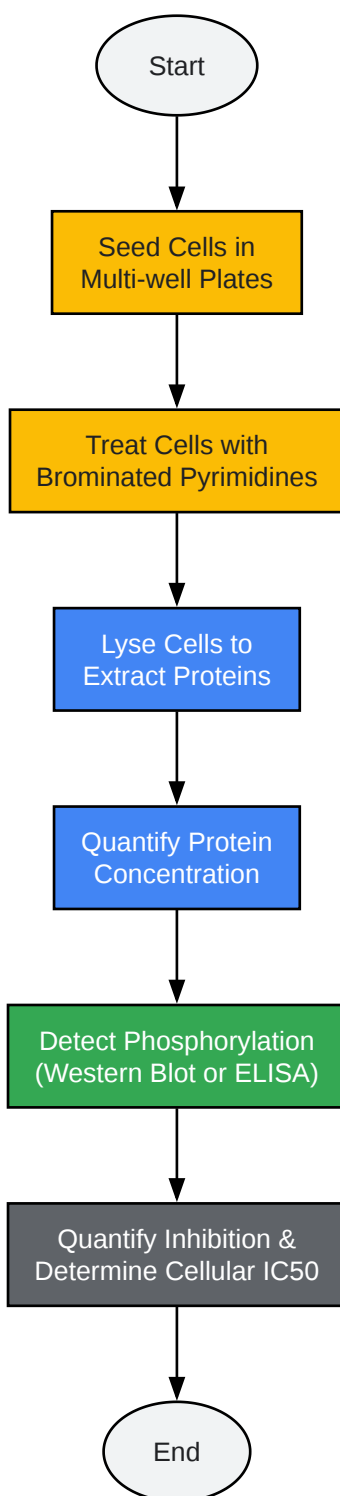 Start
Seed Cells in
Multi-well Plates
Treat Cells with
Brominated Pyrimidines
Lyse Cells to
Extract Proteins
Quantify Protein
Concentration
Detect Phosphorylation
(Western Blot or ELISA)
Quantify Inhibition &
Determine Cellular IC50
End